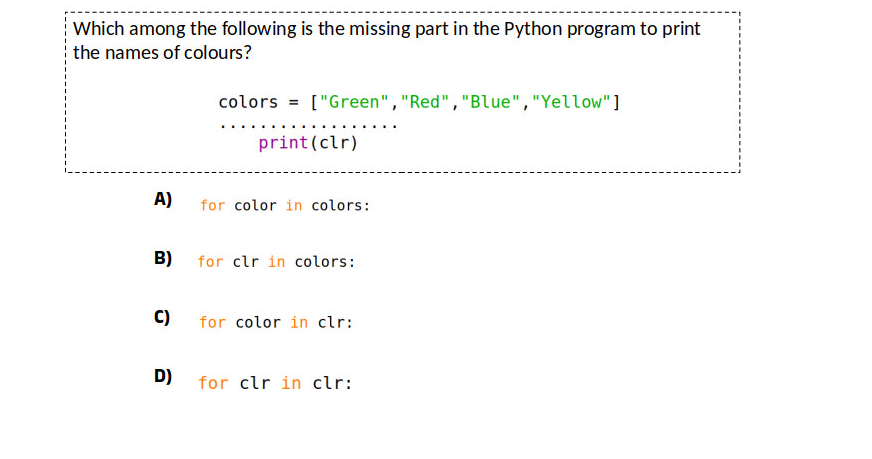 Which among the following is the missing part in the Python program to print
the names of colours?
colors = ["Green","Red","Blue","Yellow"]
..................
print(clr)
A) for color in colors:
B) for clr in colors:
C) for color in clr:
D) for clr in clr: